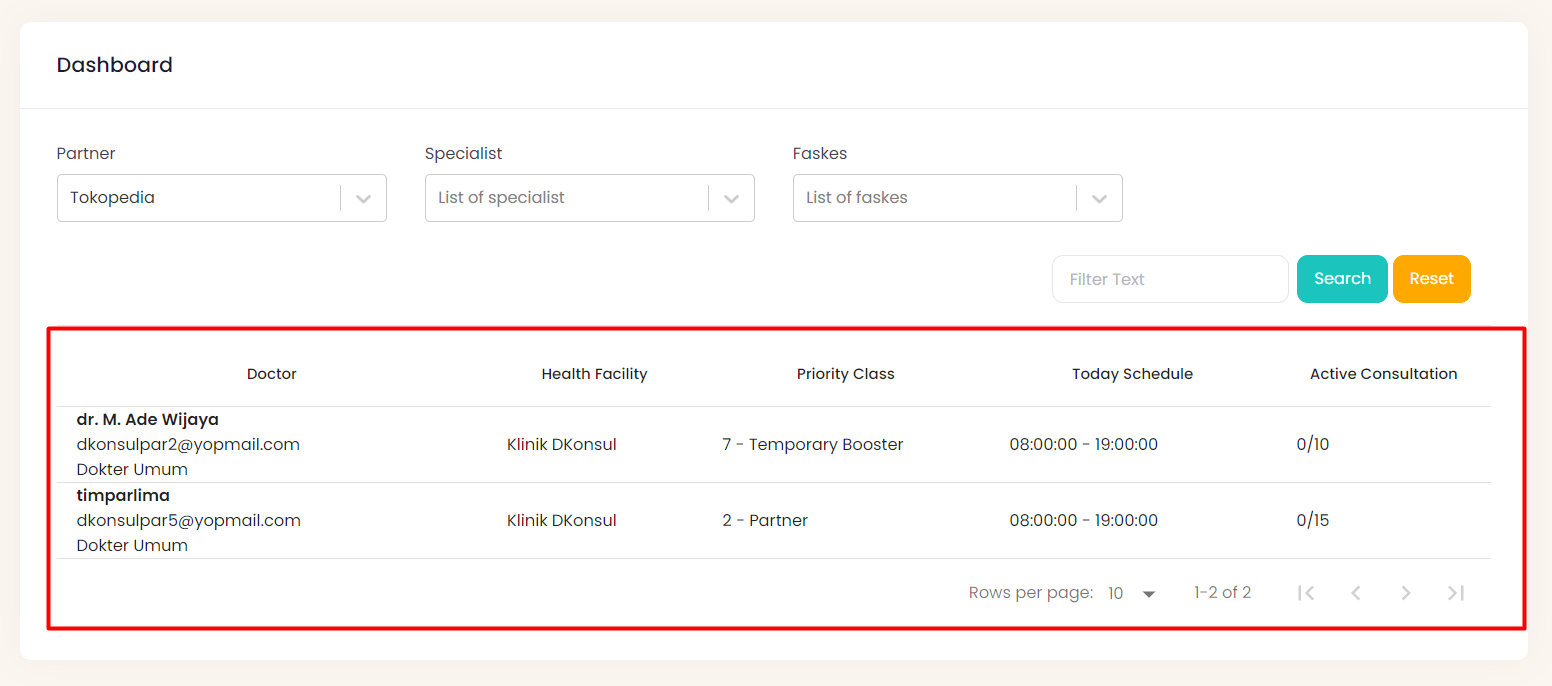 Dashboard
Partner Specialist Faskes
Tokopedia List of specialist List of faskes
Filter Text Search Reset
Doctor Health Facility Priority Class Today Schedule Active Consultation
dr. M. Ade Wijaya
dkonsulpar2@yopmail.com Klinik DKonsul 7 - Temporary Booster 08:00:00 - 19:00:00 0/10
Dokter Umum
timparlima
dkonsulpar5@yopmail.com Klinik DKonsul 2 - Partner 08:00:00 - 19:00:00 0/15
Dokter Umum
Rows per page: 10 1-2 of 2